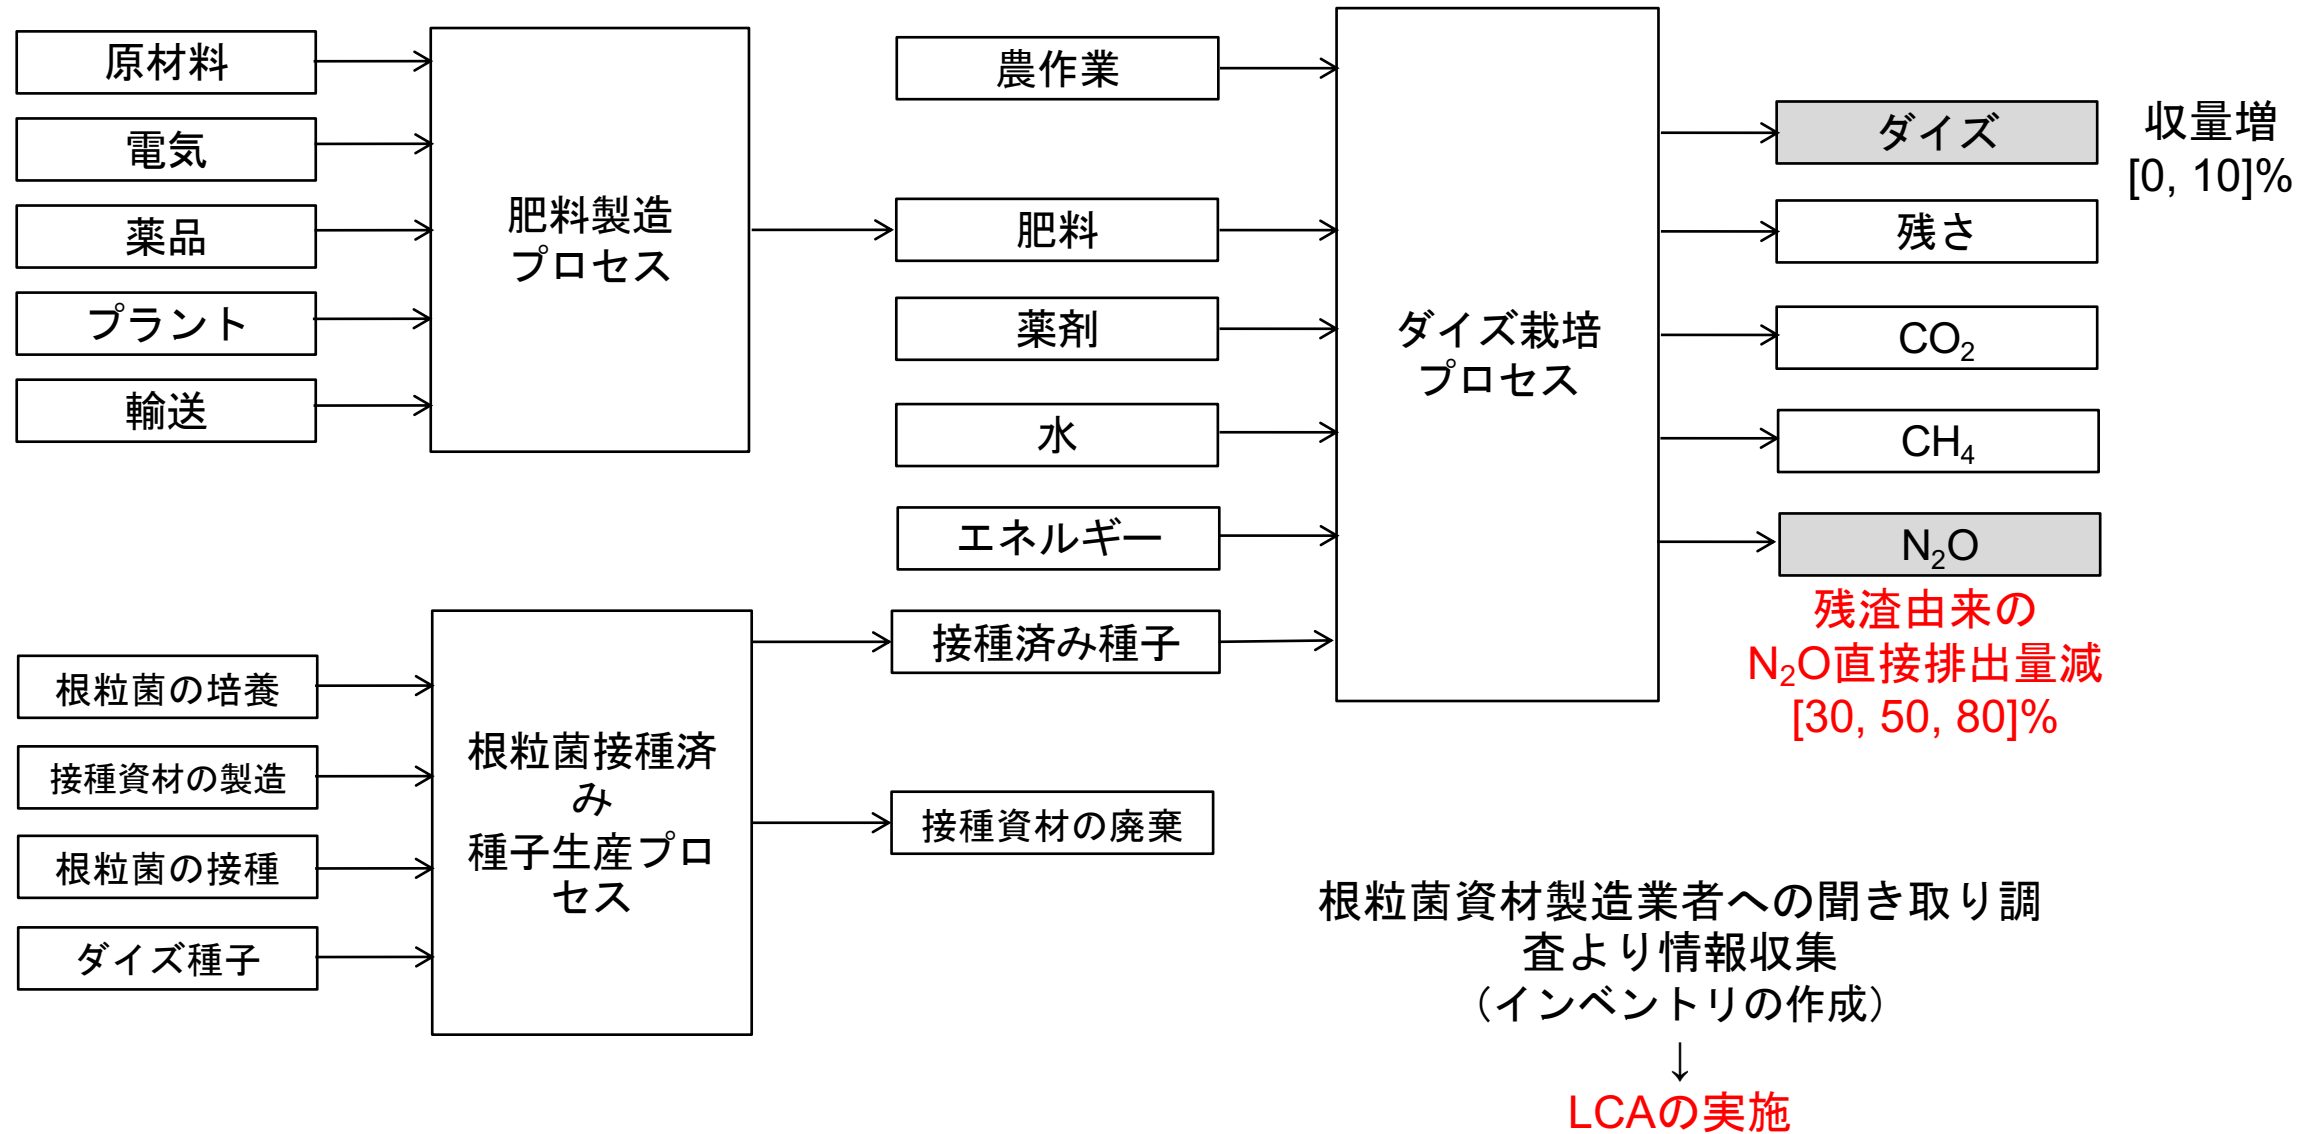 原材料
電気
薬品
プラント
輸送
肥料製造
プロセス
農作業
肥料
薬剤
水
エネルギー
接種済み種子
ダイズ栽培
プロセス
ダイズ
収量増
[0, 10]%
残さ
CO₂
CH₄
N₂O
残渣由来の
N₂O直接排出量減
[30, 50, 80]%
根粒菌の培養
接種資材の製造
根粒菌の接種
ダイズ種子
根粒菌接種済
み
種子生産プロ
セス
接種資材の廃棄
根粒菌資材製造業者への聞き取り調
査より情報収集
（インベントリの作成）
↓
LCAの実施